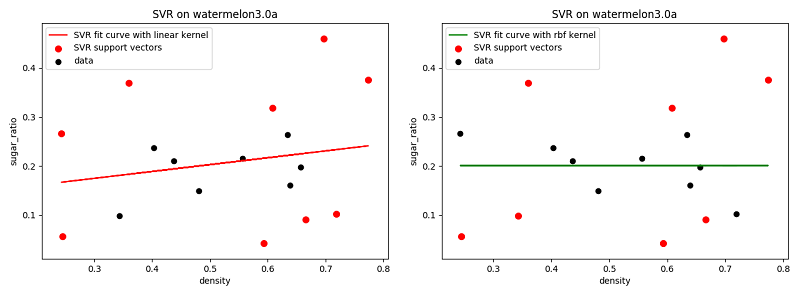 SVR on watermelon3.0a
SVR fit curve with linear kernel
SVR support vectors
data
sugar_ratio
0.4
0.3
0.2
0.1
0.3 0.4 0.5 0.6 0.7 0.8
density
SVR on watermelon3.0a
SVR fit curve with rbf kernel
SVR support vectors
data
sugar_ratio
0.4
0.3
0.2
0.1
0.3 0.4 0.5 0.6 0.7 0.8
density